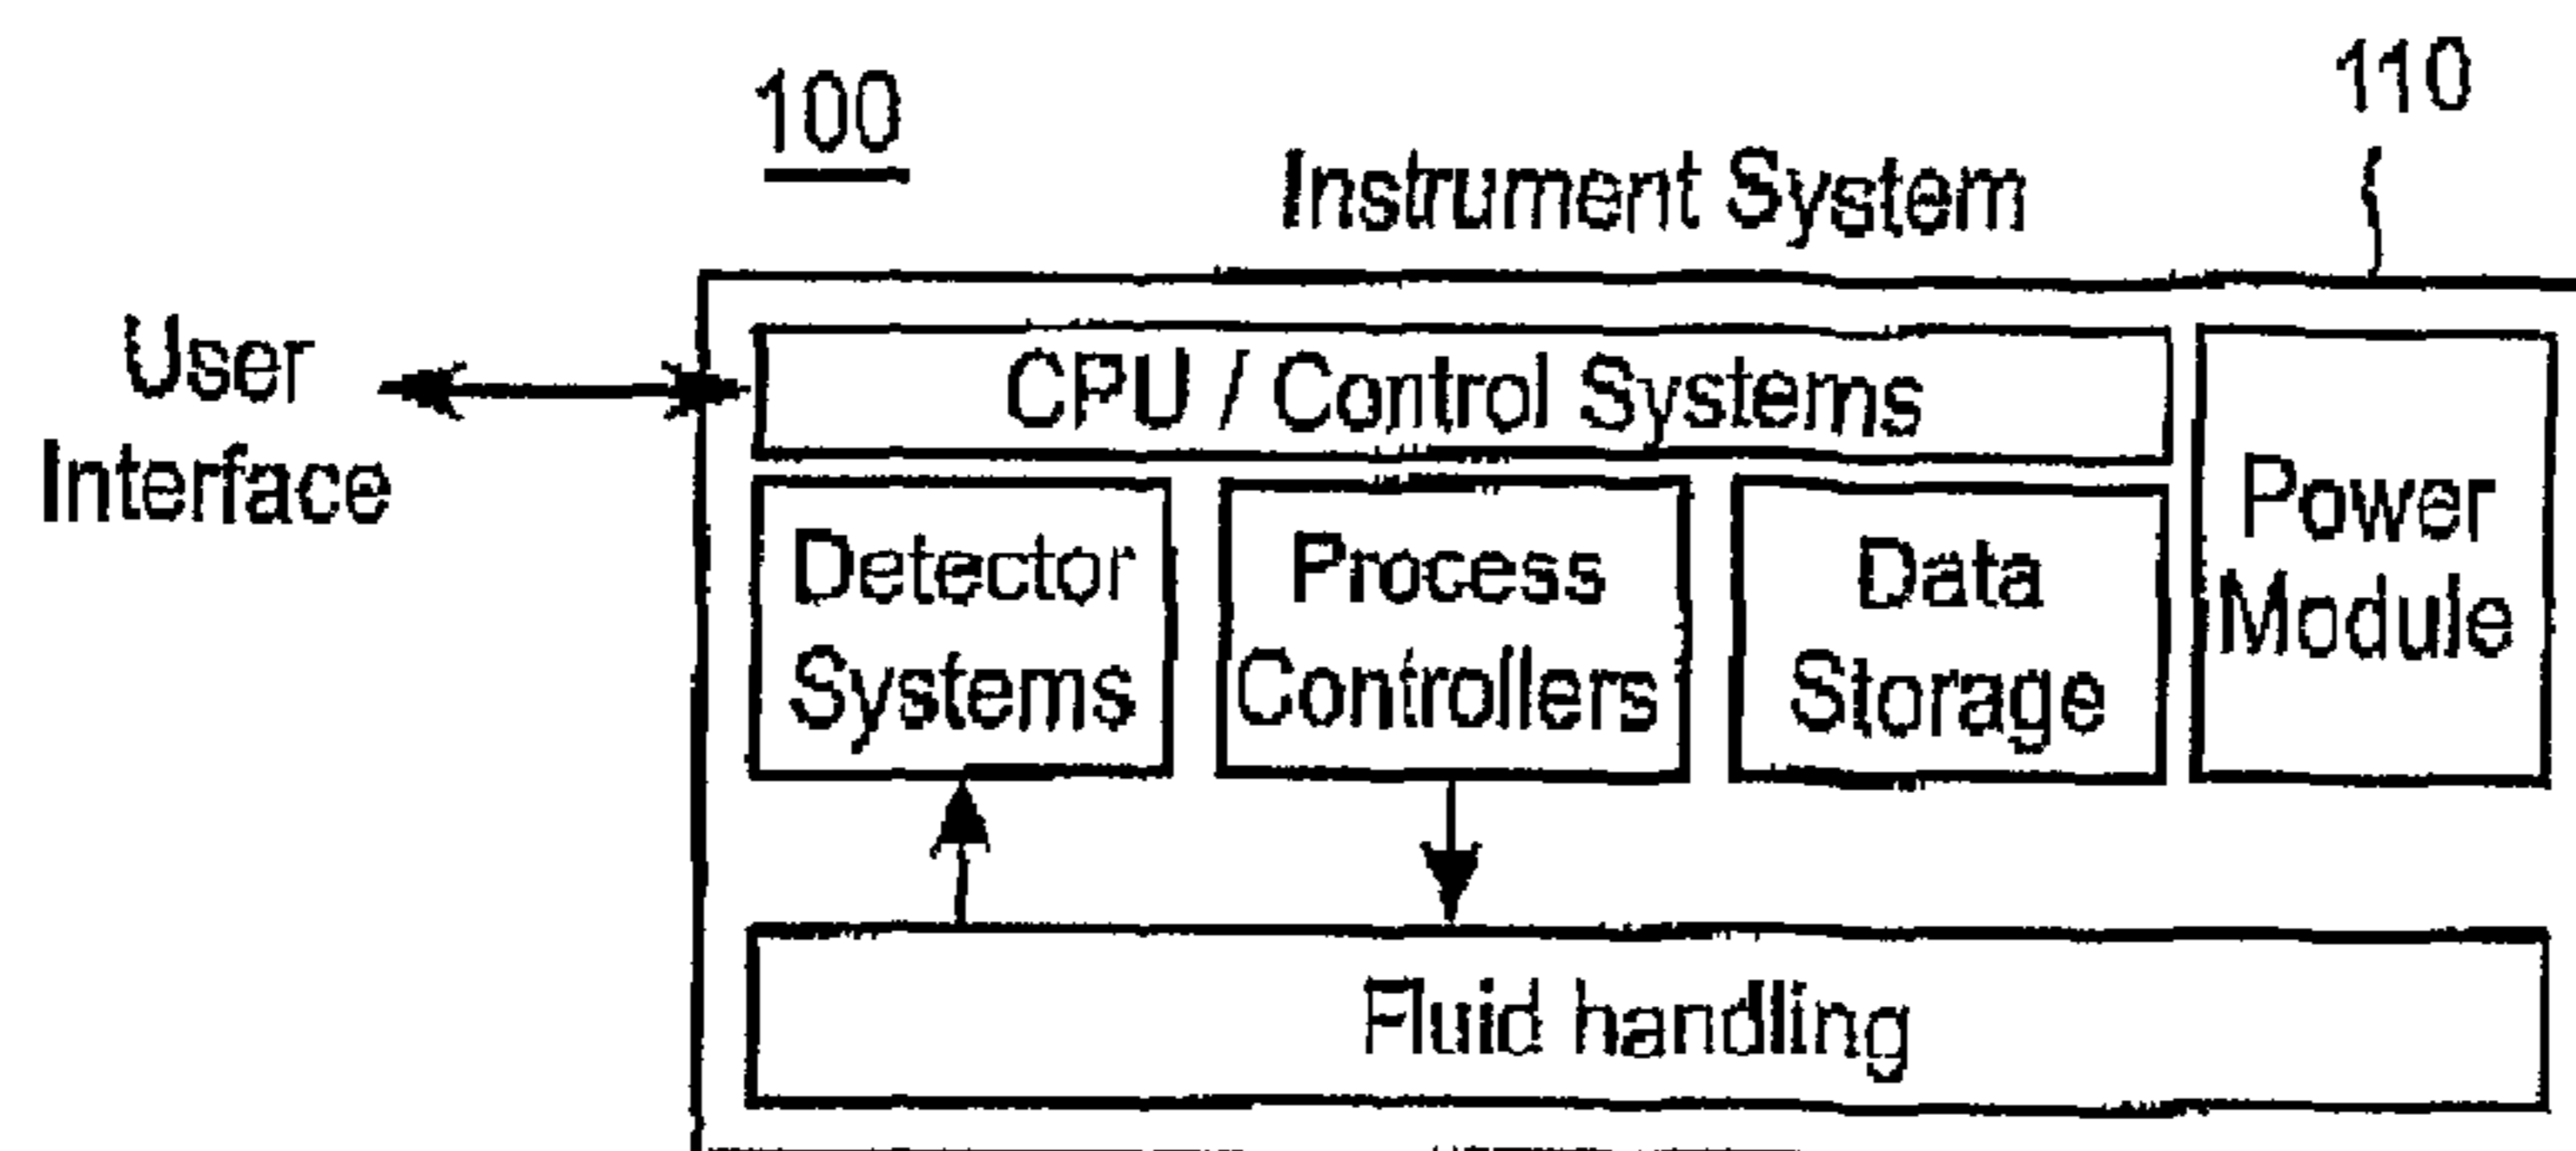 100
110
Instrument System
User
Interface
CPU / Control Systems
Detector
Systems
Process
Controllers
Data
Storage
Power
Module
Fluid handling